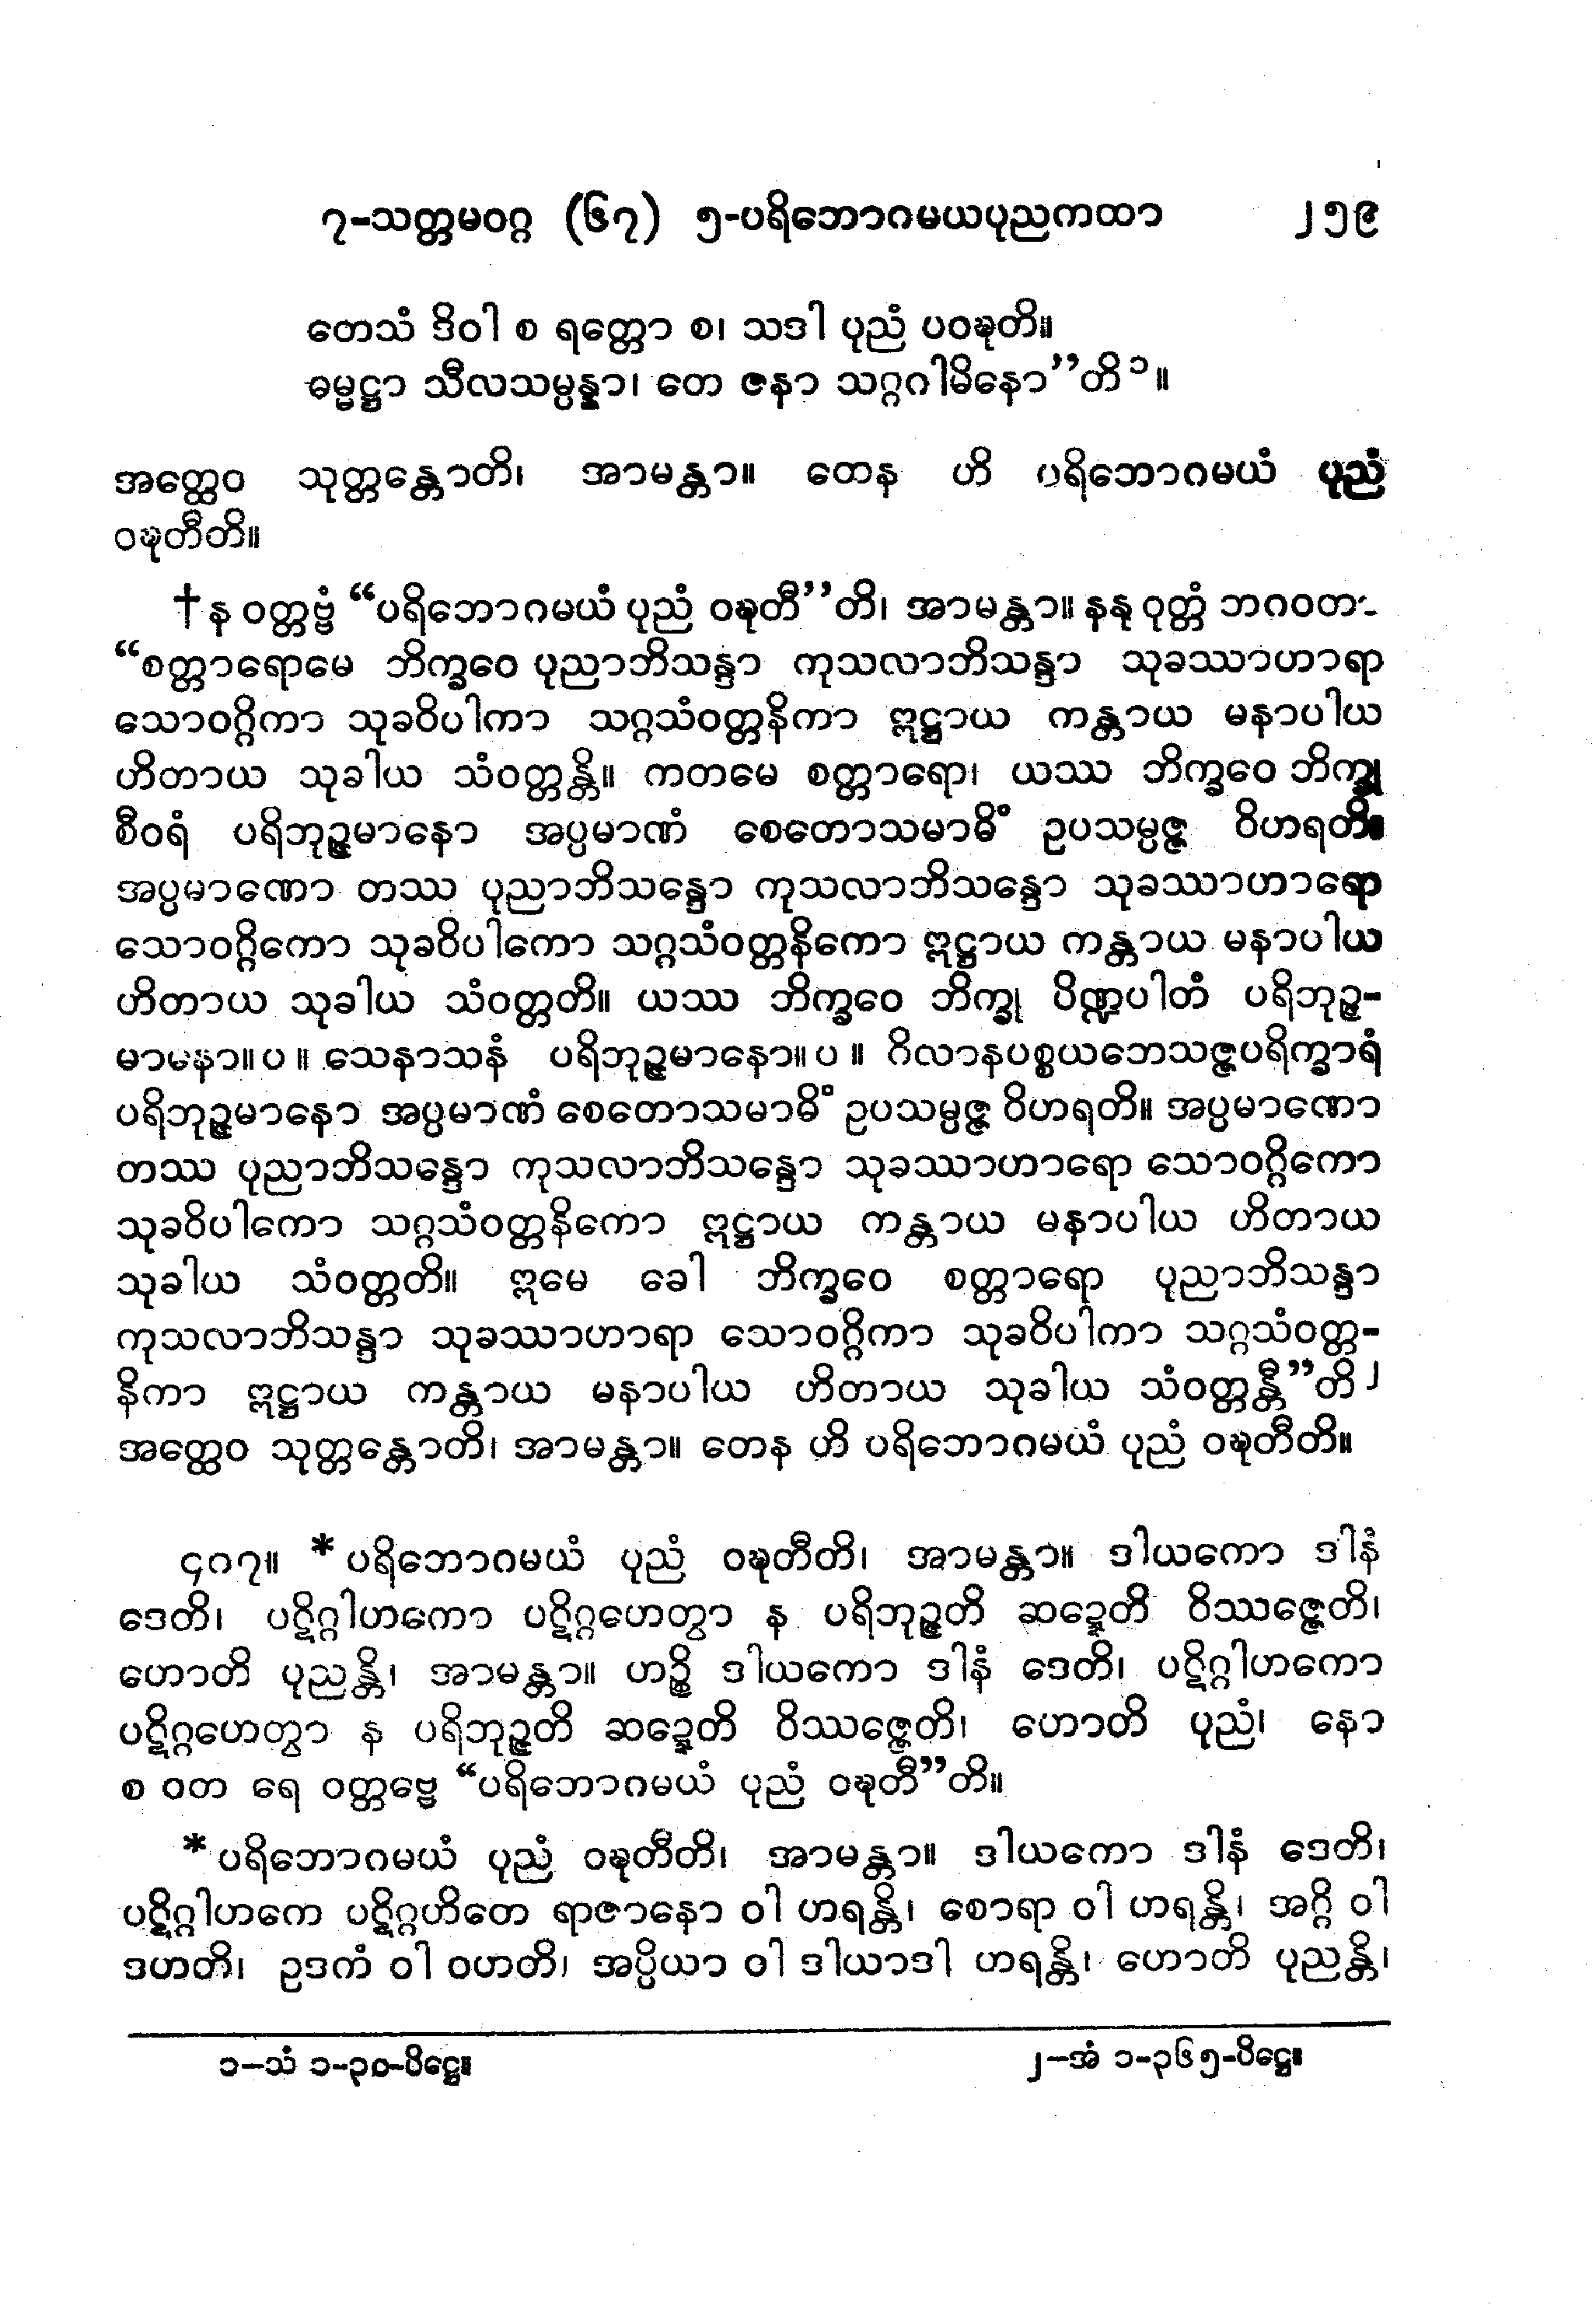 ၇-သတ္တမဝဂ္ဂ (၆၇) ၅-ပရိဘောဂမယပုညကထာ ၂၅၉
တေသံ ဒိဝါ စ ရတ္တော စ၊ သဒါ ပုညံ ပဝဍ္ဎတိ။
ဓမ္မဋ္ဌာ သီလသမ္ပန္နာ၊ တေ ဇနာ သဂ္ဂဂါမိနော”တိ၁။
အတ္ထေဝ သုတ္တန္တောတိ၊ အာမန္တာ။ တေန ဟိ ပရိဘောဂမယံ ပုညံ
ဝဍ္ဎတီတိ။
†န ဝတ္တဗ္ဗံ “ပရိဘောဂမယံ ပုညံ ဝဍ္ဎတီ”တိ၊ အာမန္တာ။ နနု ဝုတ္တံ ဘဂဝတာ-
“စတ္တာရောမေ ဘိက္ခဝေ ပုညာဘိသန္ဒာ ကုသလာဘိသန္ဒာ သုခဿာဟာရာ
သောဝဂ္ဂိကာ သုခဝိပါကာ သဂ္ဂသံဝတ္တနိကာ ဣဋ္ဌာယ ကန္တာယ မနာပါယ
ဟိတာယ သုခါယ သံဝတ္တန္တိ။ ကတမေ စတ္တာရော၊ ယဿ ဘိက္ခဝေ ဘိက္ခု
စီဝရံ ပရိဘုဉ္ဇမာနော အပ္ပမာဏံ စေတောသမာဓိံ ဥပသမ္ပဇ္ဇ ဝိဟရတိ။
အပ္ပမာဏော တဿ ပုညာဘိသန္ဒော ကုသလာဘိသန္ဒော သုခဿာဟာရော
သောဝဂ္ဂိကော သုခဝိပါကော သဂ္ဂသံဝတ္တနိကော ဣဋ္ဌာယ ကန္တာယ မနာပါယ
ဟိတာယ သုခါယ သံဝတ္တတိ။ ယဿ ဘိက္ခဝေ ဘိက္ခု ပိဏ္ဍပါတံ ပရိဘုဉ္ဇ-
မာမနာ။ပ။ သေနာသနံ ပရိဘုဉ္ဇမာနော။ပ။ ဂိလာနပစ္စယဘေသဇ္ဇပရိက္ခာရံ
ပရိဘုဉ္ဇမာနော အပ္ပမာဏံ စေတောသမာဓိံ ဥပသမ္ပဇ္ဇ ဝိဟရတိ။ အပ္ပမာဏော
တဿ ပုညာဘိသန္ဒော ကုသလာဘိသန္ဒော သုခဿာဟာရော သောဝဂ္ဂိကော
သုခဝိပါကော သဂ္ဂသံဝတ္တနိကော ဣဋ္ဌာယ ကန္တာယ မနာပါယ ဟိတာယ
သုခါယ သံဝတ္တတိ။ ဣမေ ခေါ ဘိက္ခဝေ စတ္တာရော ပုညာဘိသန္ဒာ
ကုသလာဘိသန္ဒာ သုခဿာဟာရာ သောဝဂ္ဂိကာ သုခဝိပါကာ သဂ္ဂသံဝတ္တ-
နိကာ ဣဋ္ဌာယ ကန္တာယ မနာပါယ ဟိတာယ သုခါယ သံဝတ္တန္တီ”တိ၂
အတ္ထေဝ သုတ္တန္တောတိ၊ အာမန္တာ။ တေန ဟိ ပရိဘောဂမယံ ပုညံ ဝဍ္ဎတီတိ။
၄၈၇။ *ပရိဘောဂမယံ ပုညံ ဝဍ္ဎတီတိ၊ အာမန္တာ။ ဒါယကော ဒါနံ
ဒေတိ၊ ပဋိဂ္ဂါဟကော ပဋိဂ္ဂဟေတွာ န ပရိဘုဉ္ဇတိ ဆဍ္ဍေတိ ဝိဿဇ္ဇေတိ၊
ဟောတိ ပုညန္တိ၊ အာမန္တာ။ ဟဉ္စိ ဒါယကော ဒါနံ ဒေတိ၊ ပဋိဂ္ဂါဟကော
ပဋိဂ္ဂဟေတွာ န ပရိဘုဉ္ဇတိ ဆဍ္ဍေတိ ဝိဿဇ္ဇေတိ၊ ဟောတိ ပုညံ၊ နော
စ ဝတ ရေ ဝတ္တဗ္ဗေ “ပရိဘောဂမယံ ပုညံ ဝဍ္ဎတီ”တိ။
*ပရိဘောဂမယံ ပုညံ ဝဍ္ဎတီတိ၊ အာမန္တာ။ ဒါယကော ဒါနံ ဒေတိ၊
ပဋိဂ္ဂါဟကေ ပဋိဂ္ဂဟိတေ ရာဇာနော ဝါ ဟရန္တိ၊ စောရာ ဝါ ဟရန္တိ၊ အဂ္ဂိ ဝါ
ဒဟတိ၊ ဥဒကံ ဝါ ဝဟတိ၊ အပ္ပိယာ ဝါ ဒါယာဒါ ဟရန္တိ၊ ဟောတိ ပုညန္တိ၊
၁–သံ ၁-၃၀-ပိဋ္ဌေ။ ၂–အံ ၁-၃၆၅-ပိဋ္ဌေ။